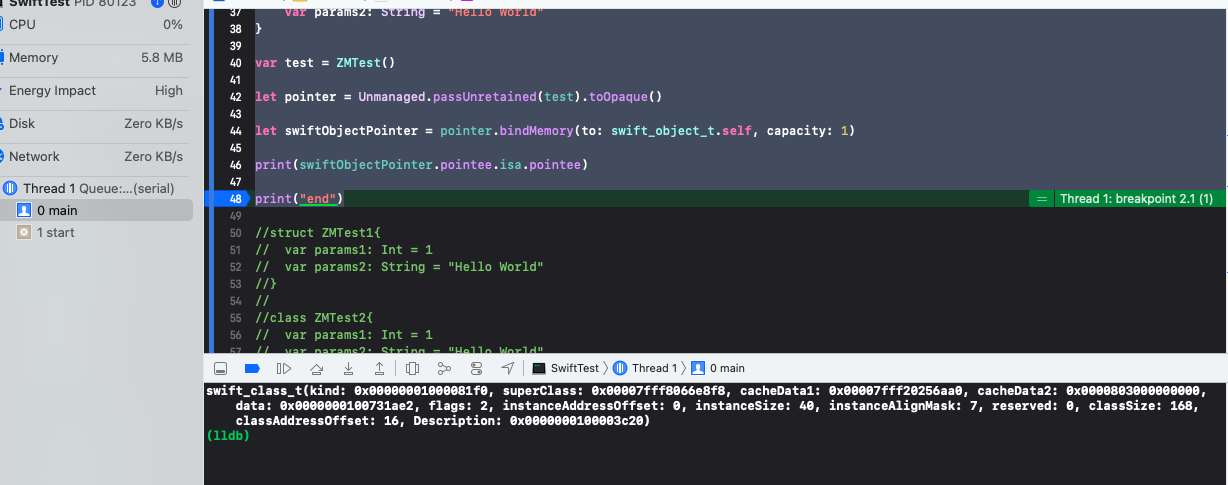 SwiftTest PID 80123
CPU 0%
Memory 5.8 MB
Energy Impact High
Disk Zero KB/s
Network Zero KB/s
Thread 1 Queue:...(serial)
0 main
1 start
37 var params2: String = "Hello World"
38 }
39
40 var test = ZMTest()
41
42 let pointer = Unmanaged.passUnretained(test).toOpaque()
43
44 let swiftObjectPointer = pointer.bindMemory(to: swift_object_t.self, capacity: 1)
45
46 print(swiftObjectPointer.pointee.isa.pointee)
47
48 print("end") = Thread 1: breakpoint 2.1 (1)
49
50 //struct ZMTest1{
51 // var params1: Int = 1
52 // var params2: String = "Hello World"
53 //}
54 //
55 //class ZMTest2{
56 // var params1: Int = 1
57 // var params2: String = "Hello World"
SwiftTest Thread 1 0 main
swift_class_t(kind: 0x00000001000081f0, superClass: 0x00007fff8066e8f8, cacheData1: 0x00007fff20256aa0, cacheData2: 0x0000803000000000,
data: 0x0000000100731ae2, flags: 2, instanceAddressOffset: 0, instanceSize: 40, instanceAlignMask: 7, reserved: 0, classSize: 168,
classAddressOffset: 16, Description: 0x0000000100003c20)
(lldb)